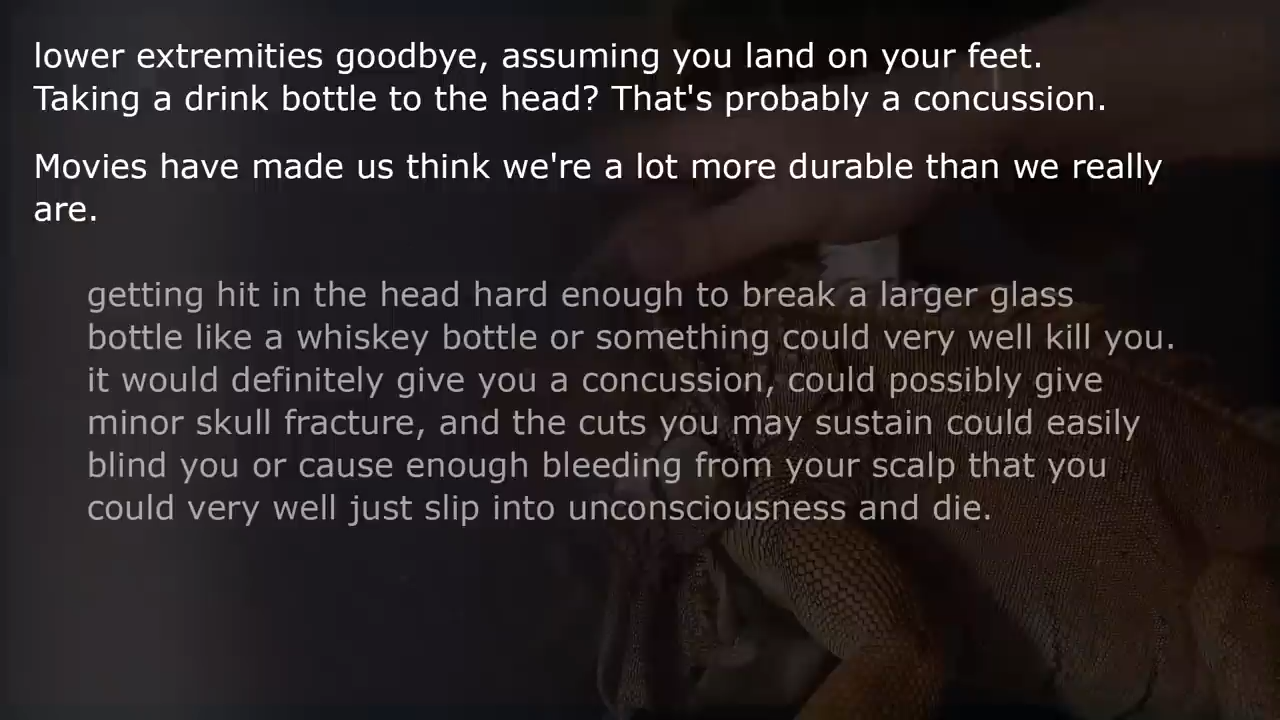 lower extremities goodbye, assuming you land on your feet.
Taking a drink bottle to the head? That's probably a concussion.
Movies have made us think we're a lot more durable than we really
are.
getting hit in the head hard enough to break a larger glass
bottle like a whiskey bottle or something could very well kill you.
it would definitely give you a concussion, could possibly give
minor skull fracture, and the cuts you may sustain could easily
blind you or cause enough bleeding from your scalp that you
could very well just slip into unconsciousness and die.